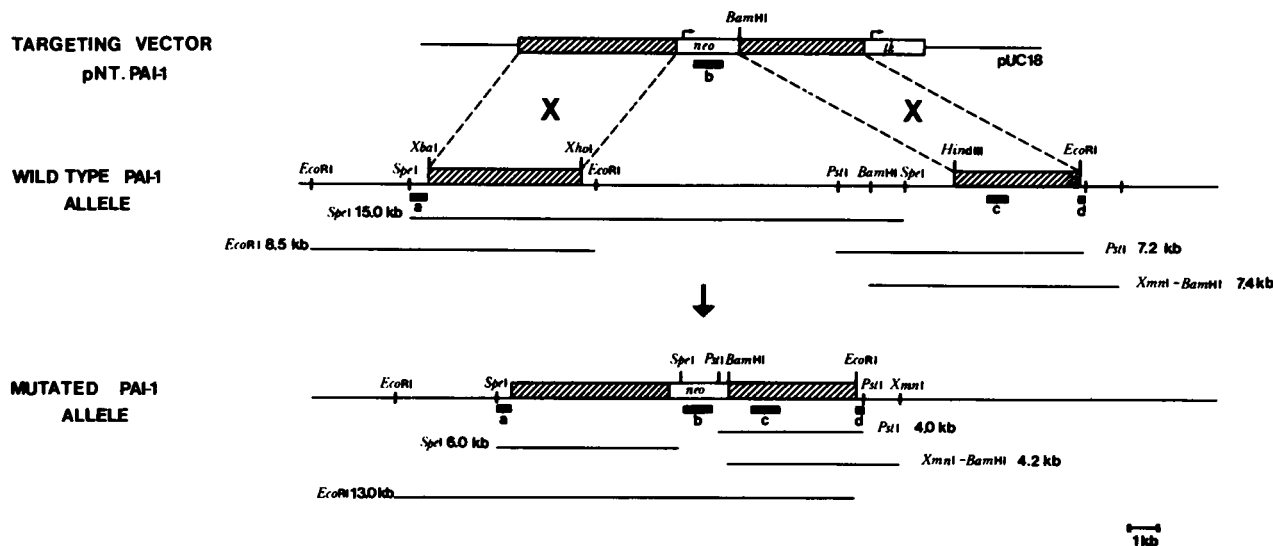 BamHI
TARGETING VECTOR
neo
tk
pNT. PAI-1
pUC18
b
X X
XbaI XhoI HindIII EcoRI
EcoRI SpeI EcoRI PstI BamHI SpeI
WILD TYPE PAI-1
ALLELE
a c d
SpeI 15.0 kb
EcoRI 8.5 kb
PstI 7.2 kb
XmnI-BamHI 7.4 kb
SpeI PstI BamHI EcoRI
MUTATED PAI-1
EcoRI SpeI neo PstI XmnI
ALLELE
a b c d
PstI 4.0 kb
SpeI 6.0 kb
XmnI-BamHI 4.2 kb
EcoRI 13.0 kb
1 kb